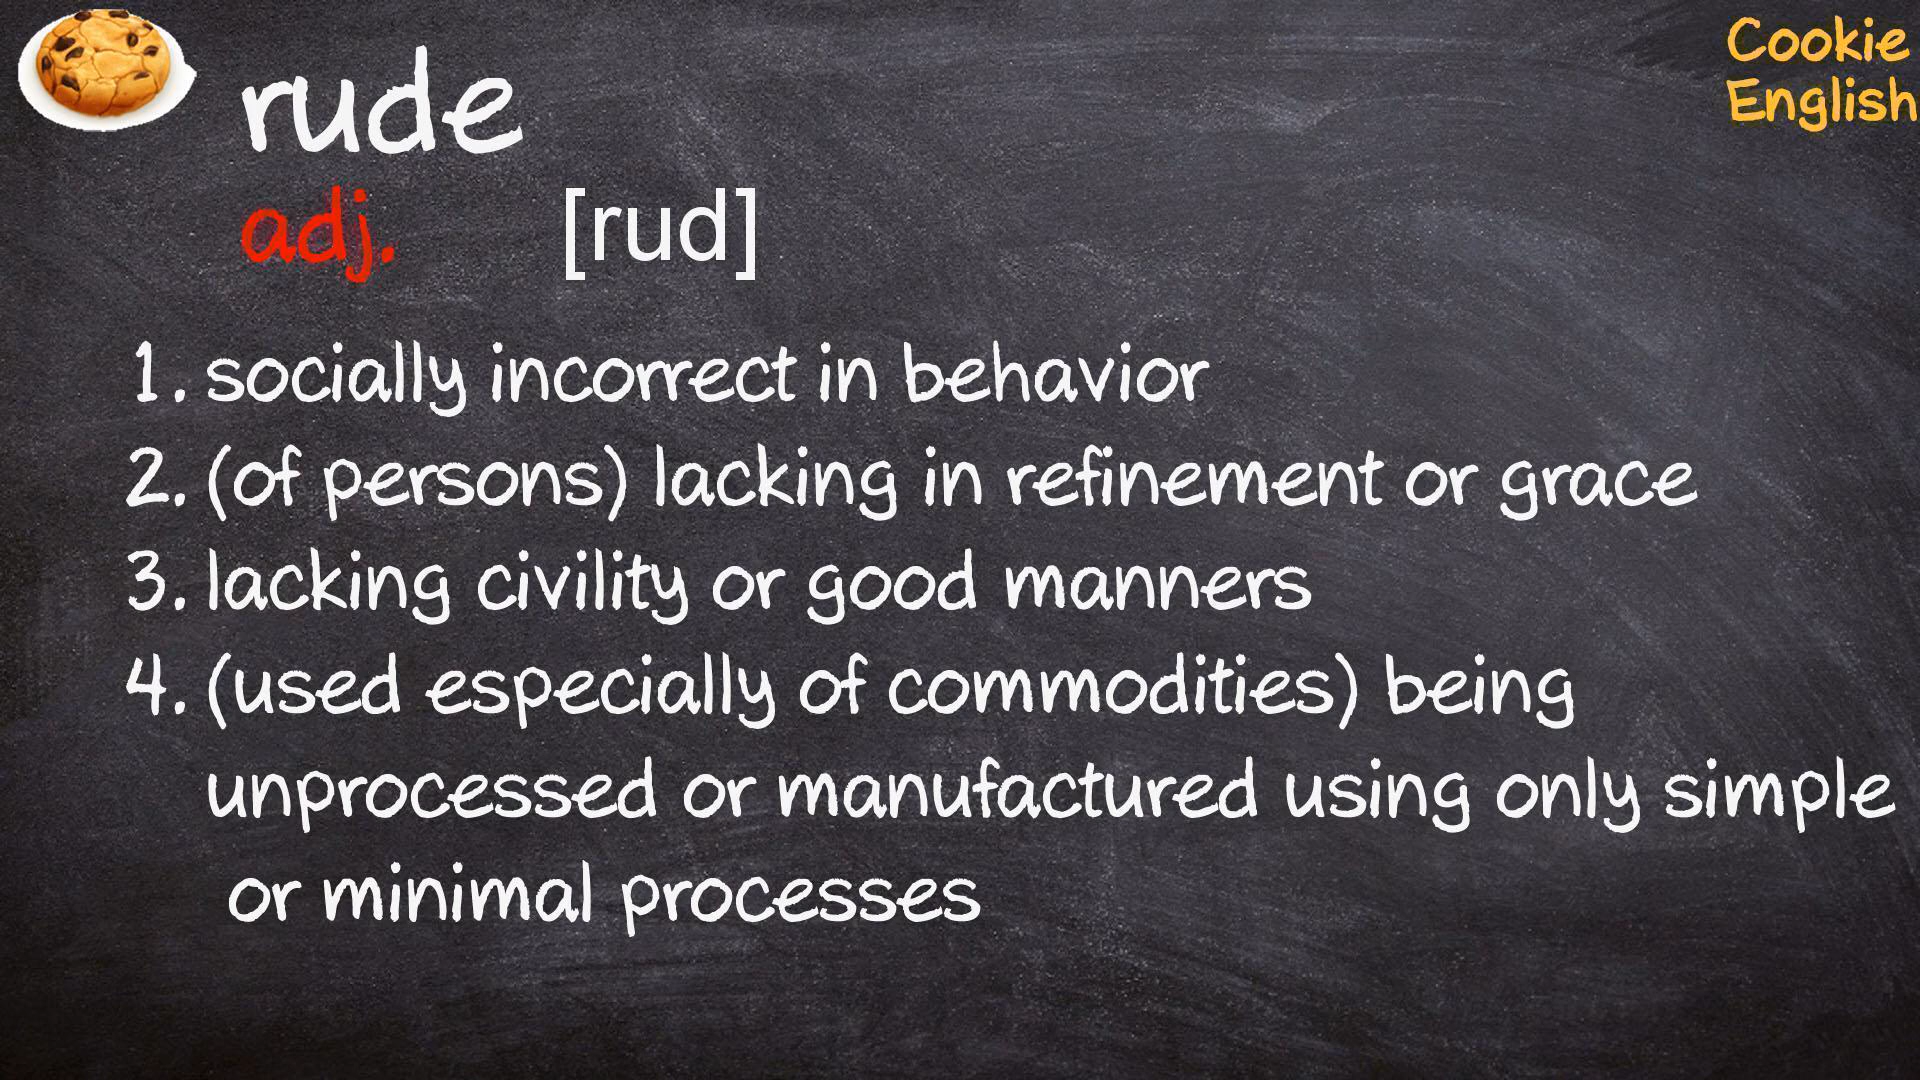 Cookie
English
rude
adj. [rud]
1. socially incorrect in behavior
2. (of persons) lacking in refinement or grace
3. lacking civility or good manners
4. (used especially of commodities) being
unprocessed or manufactured using only simple
or minimal processes